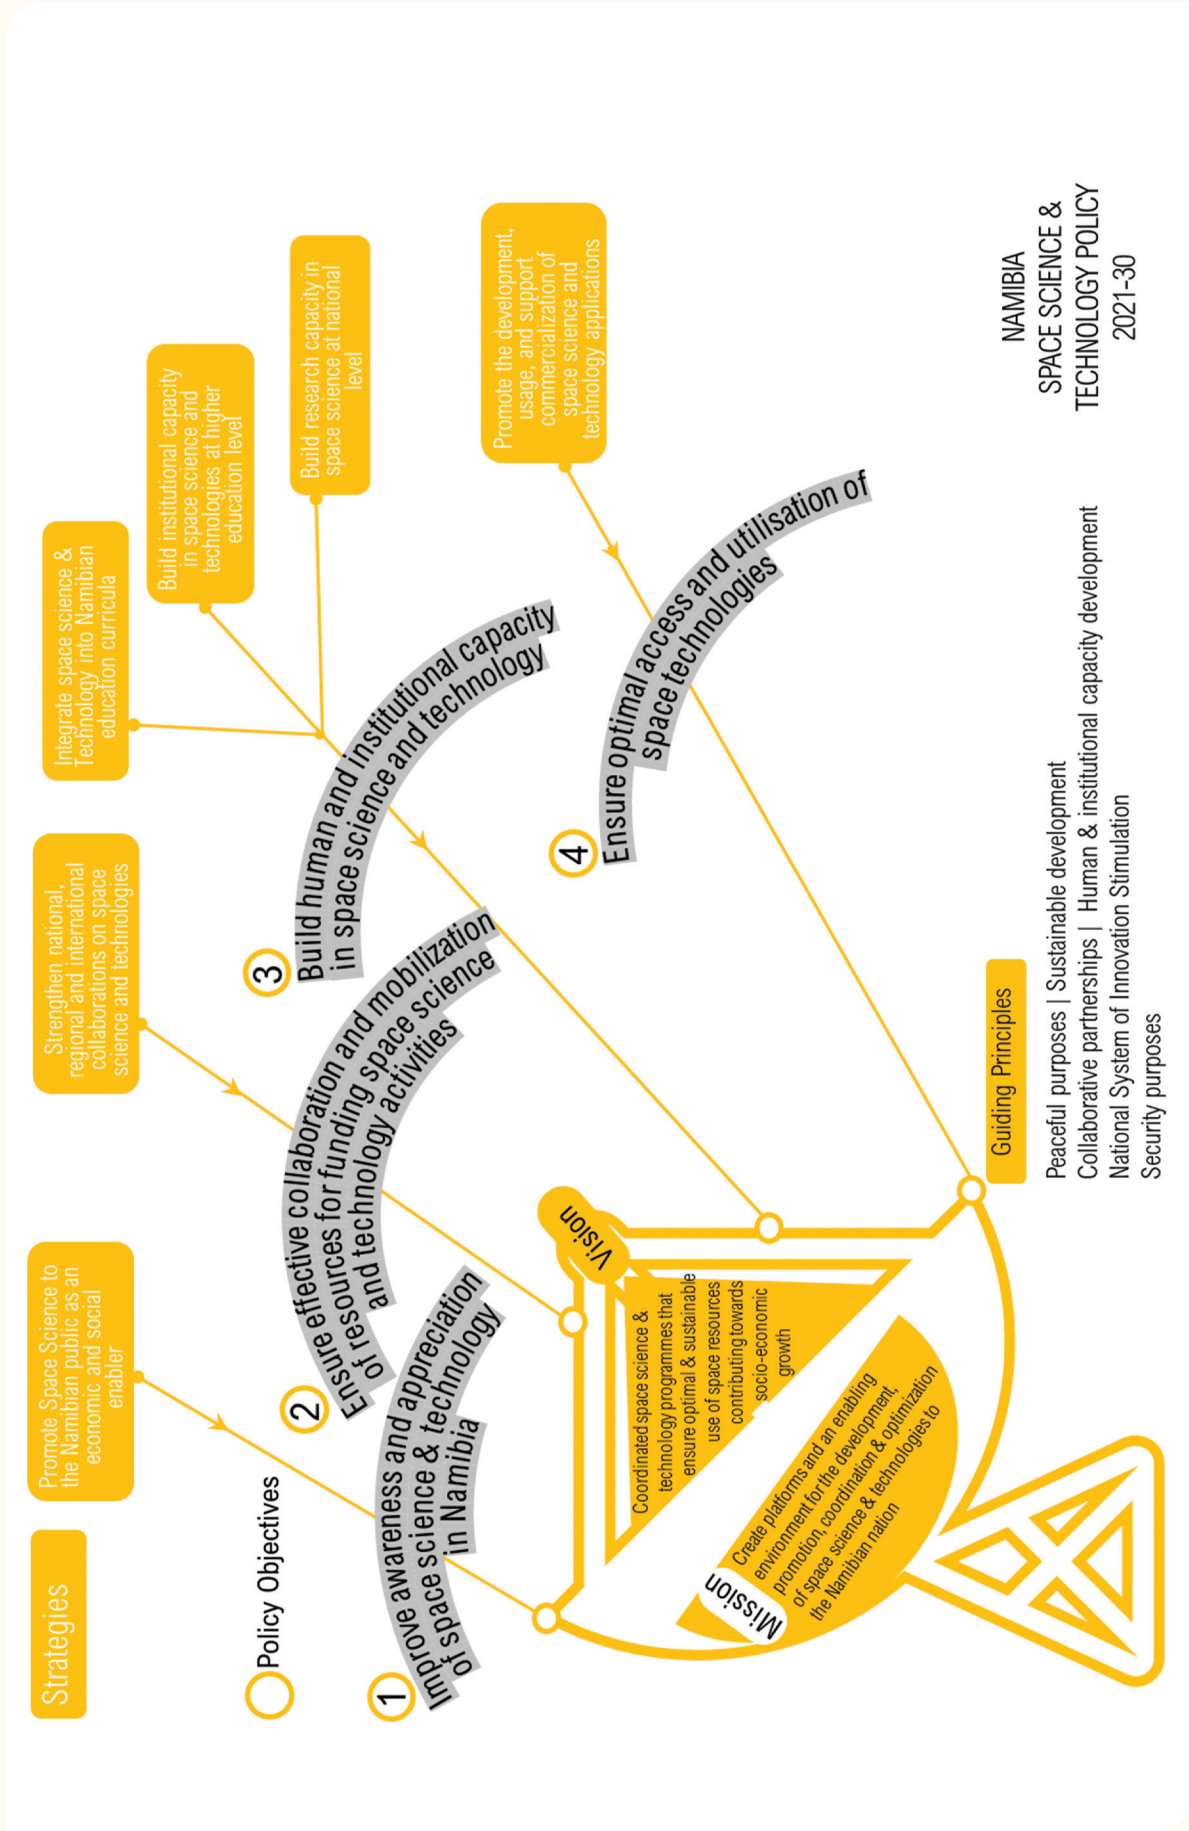 Strategies
Promote Space Science to
the Namibian public as an
economic and social
enabler
Strengthen national,
regional and international
collaborations on space
science and technologies
Integrate space science &
Technology into Namibian
education curricula
Build institutional capacity
in space science and
technologies at higher
education level
Build research capacity in
space science at national
level
Promote the development,
usage, and support
commercialization of
space science and
technology applications
Policy Objectives
1
Improve awareness and appreciation
of space science & technology
in Namibia
2
Ensure effective collaboration and mobilization
of resources for funding space science
and technology activities
3
Build human and institutional capacity
in space science and technology
4
Ensure optimal access and utilisation of
space technologies
Vision
Coordinated space science &
technology programmes that
ensure optimal & sustainable
use of space resources
contributing towards
socio-economic
growth
Mission
Create platforms and an enabling
environment for the development,
promotion, coordination & optimization
of space science & technologies to
the Namibian nation
Guiding Principles
Peaceful purposes | Sustainable development
Collaborative partnerships | Human & institutional capacity development
National System of Innovation Stimulation
Security purposes
NAMIBIA
SPACE SCIENCE &
TECHNOLOGY POLICY
2021-30